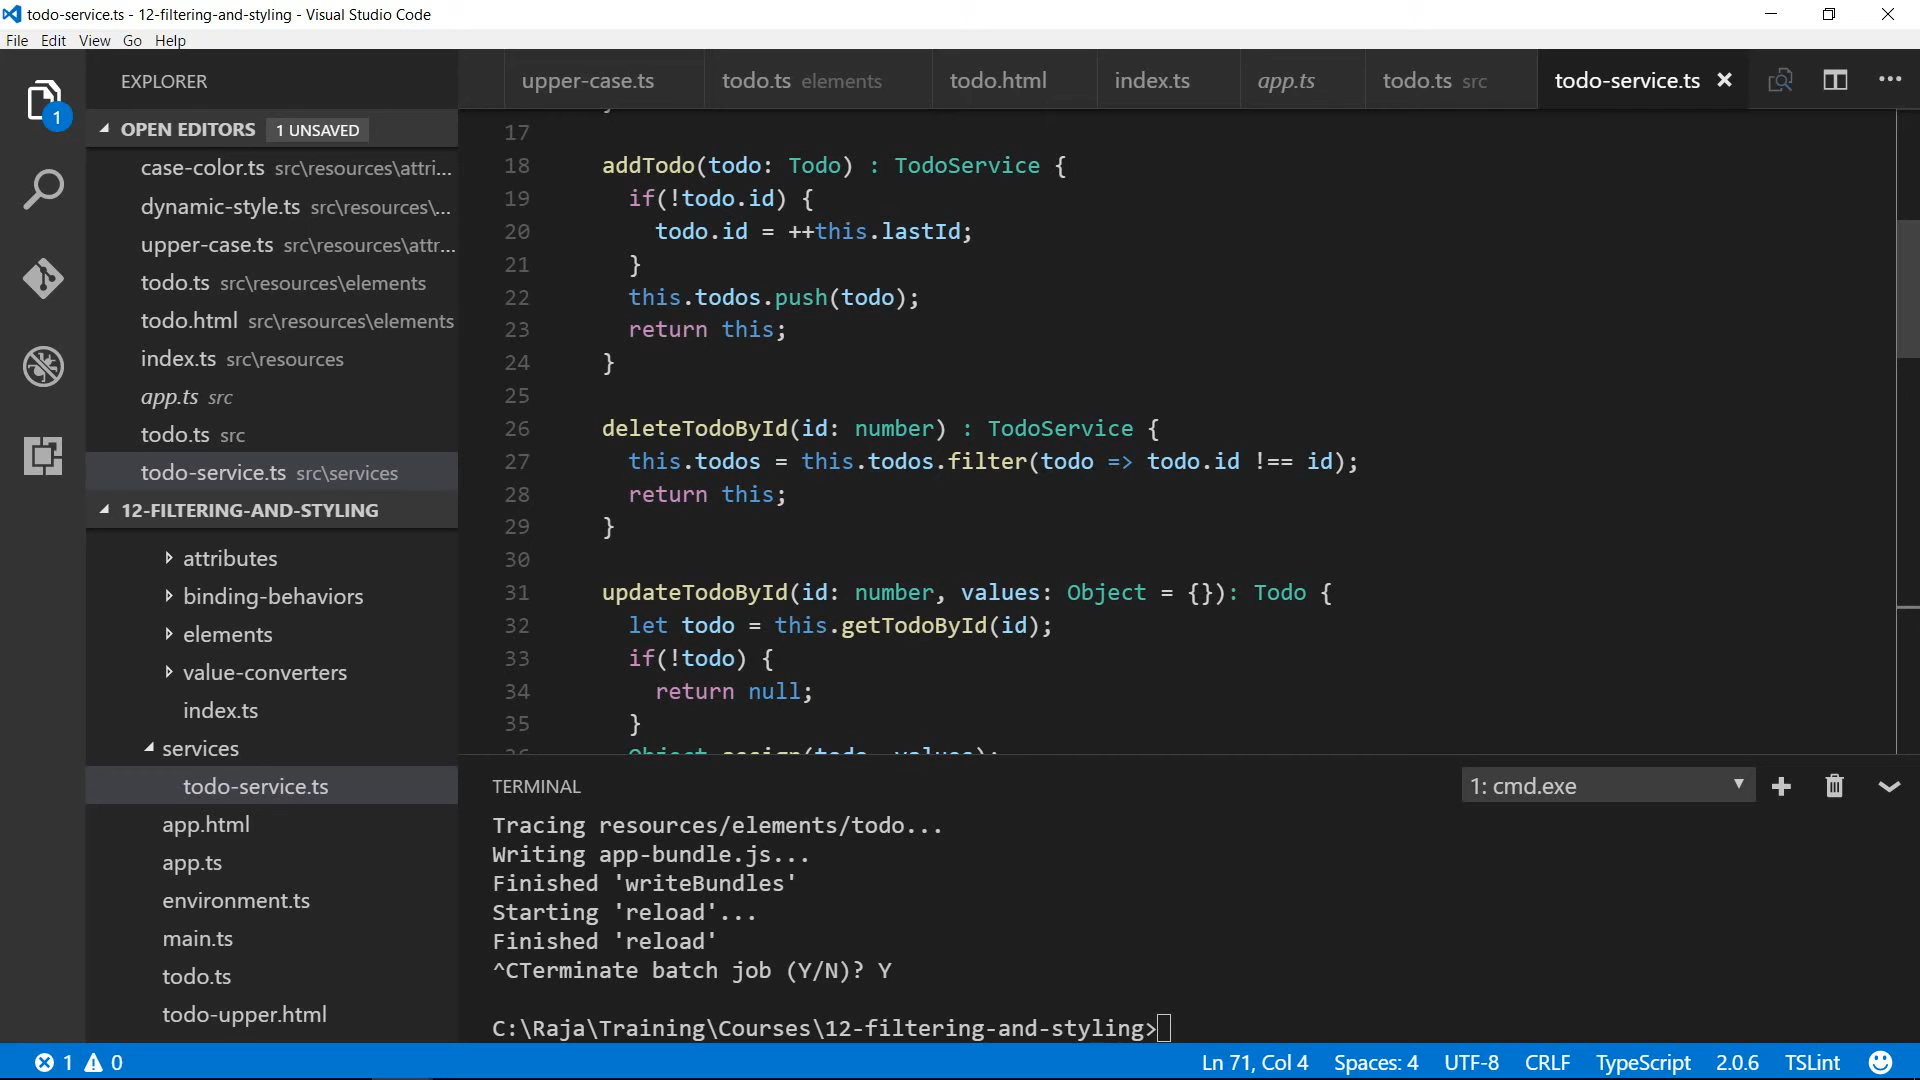 todo-service.ts - 12-filtering-and-styling - Visual Studio Code
File Edit View Go Help
EXPLORER
1
OPEN EDITORS 1 UNSAVED
case-color.ts src\resources\attri...
dynamic-style.ts src\resources\...
upper-case.ts src\resources\attr...
todo.ts src\resources\elements
todo.html src\resources\elements
index.ts src\resources
app.ts src
todo.ts src
todo-service.ts src\services
12-FILTERING-AND-STYLING
attributes
binding-behaviors
elements
value-converters
index.ts
services
todo-service.ts
app.html
app.ts
environment.ts
main.ts
todo.ts
todo-upper.html
upper-case.ts todo.ts elements todo.html index.ts app.ts todo.ts src todo-service.ts
17
18 addTodo(todo: Todo) : TodoService {
19 if(!todo.id) {
20 todo.id = ++this.lastId;
21 }
22 this.todos.push(todo);
23 return this;
24 }
25
26 deleteTodoById(id: number) : TodoService {
27 this.todos = this.todos.filter(todo => todo.id !== id);
28 return this;
29 }
30
31 updateTodoById(id: number, values: Object = {}): Todo {
32 let todo = this.getTodoById(id);
33 if(!todo) {
34 return null;
35 }
36 Object.assign(todo, values);
TERMINAL 1: cmd.exe
Tracing resources/elements/todo...
Writing app-bundle.js...
Finished 'writeBundles'
Starting 'reload'...
Finished 'reload'
^CTerminate batch job (Y/N)? Y
C:\Raja\Training\Courses\12-filtering-and-styling>
1 0 Ln 71, Col 4 Spaces: 4 UTF-8 CRLF TypeScript 2.0.6 TSLint